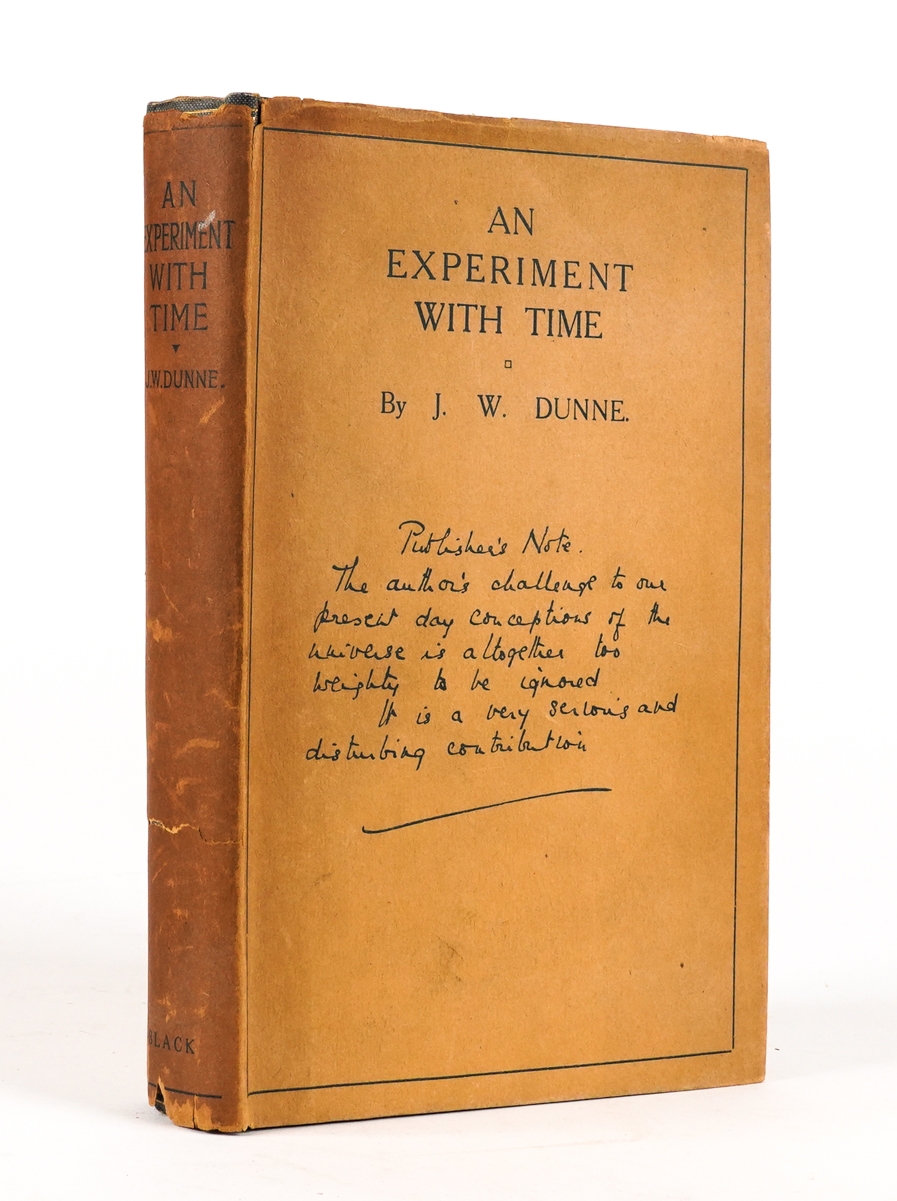 AN
EXPERIMENT
WITH
TIME
J.W.DUNNE.
BLACK
AN
EXPERIMENT
WITH TIME
By J. W. DUNNE.
Publisher's Note.
The author's challenge to our
present day conceptions of the
universe is altogether too
weighty to be ignored
It is a very serious and
disturbing contribution